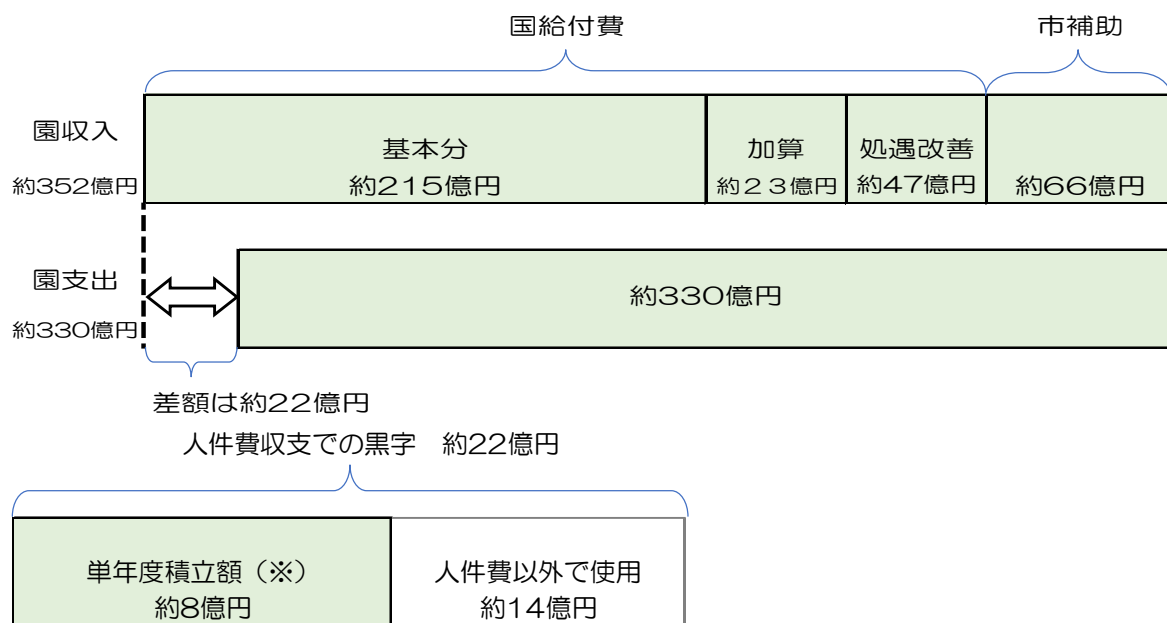 国給付費
市補助
園収入
約352億円
基本分
約215億円
加算
約２３億円
処遇改善
約47億円
約66億円
園支出
約330億円
約330億円
差額は約22億円
人件費収支での黒字　約22億円
単年度積立額（※）
約8億円
人件費以外で使用
約14億円